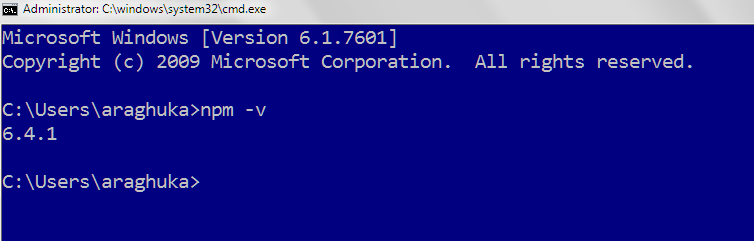 Administrator: C:\windows\system32\cmd.exe
Microsoft Windows [Version 6.1.7601]
Copyright (c) 2009 Microsoft Corporation.  All rights reserved.
C:\Users\araghuka>npm -v
6.4.1
C:\Users\araghuka>